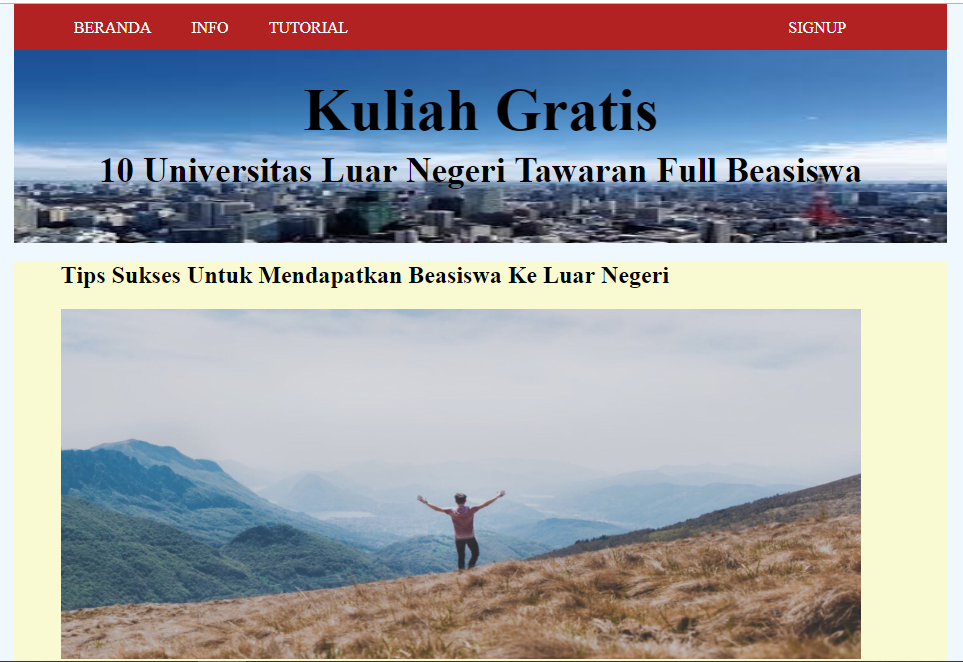 BERANDA INFO TUTORIAL SIGNUP
Kuliah Gratis
10 Universitas Luar Negeri Tawaran Full Beasiswa
Tips Sukses Untuk Mendapatkan Beasiswa Ke Luar Negeri